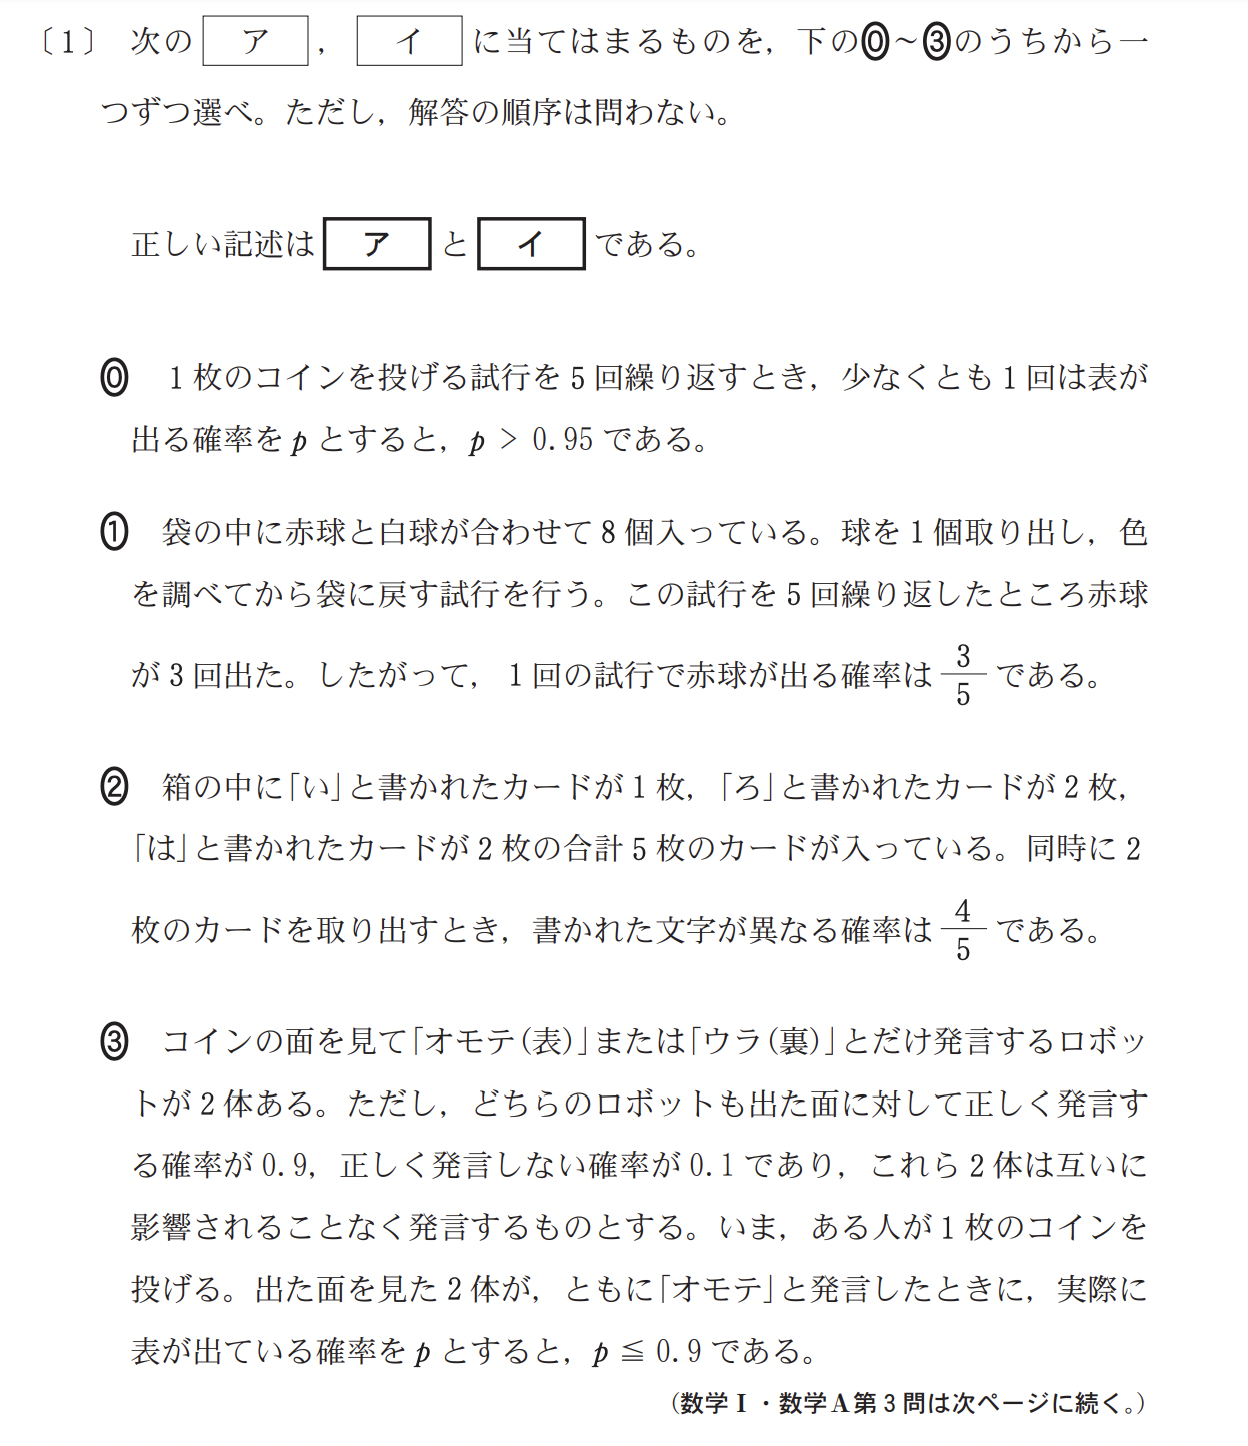 〔1〕 次の ア ， イ に当てはまるものを，下の⓪～③のうちから一
つずつ選べ。ただし，解答の順序は問わない。
正しい記述は ア と イ である。
⓪ 1枚のコインを投げる試行を5回繰り返すとき，少なくとも1回は表が
出る確率をpとすると，p > 0.95である。
① 袋の中に赤球と白球が合わせて8個入っている。球を1個取り出し，色
を調べてから袋に戻す試行を行う。この試行を5回繰り返したところ赤球
が3回出た。したがって，1回の試行で赤球が出る確率は3/5である。
② 箱の中に「い」と書かれたカードが1枚，「ろ」と書かれたカードが2枚，
「は」と書かれたカードが2枚の合計5枚のカードが入っている。同時に2
枚のカードを取り出すとき，書かれた文字が異なる確率は4/5である。
③ コインの面を見て「オモテ(表)」または「ウラ(裏)」とだけ発言するロボッ
トが2体ある。ただし，どちらのロボットも出た面に対して正しく発言す
る確率が0.9，正しく発言しない確率が0.1であり，これら2体は互いに
影響されることなく発言するものとする。いま，ある人が1枚のコインを
投げる。出た面を見た2体が，ともに「オモテ」と発言したときに，実際に
表が出ている確率をpとすると，p ≦ 0.9である。
(数学Ⅰ・数学A第3問は次ページに続く。)